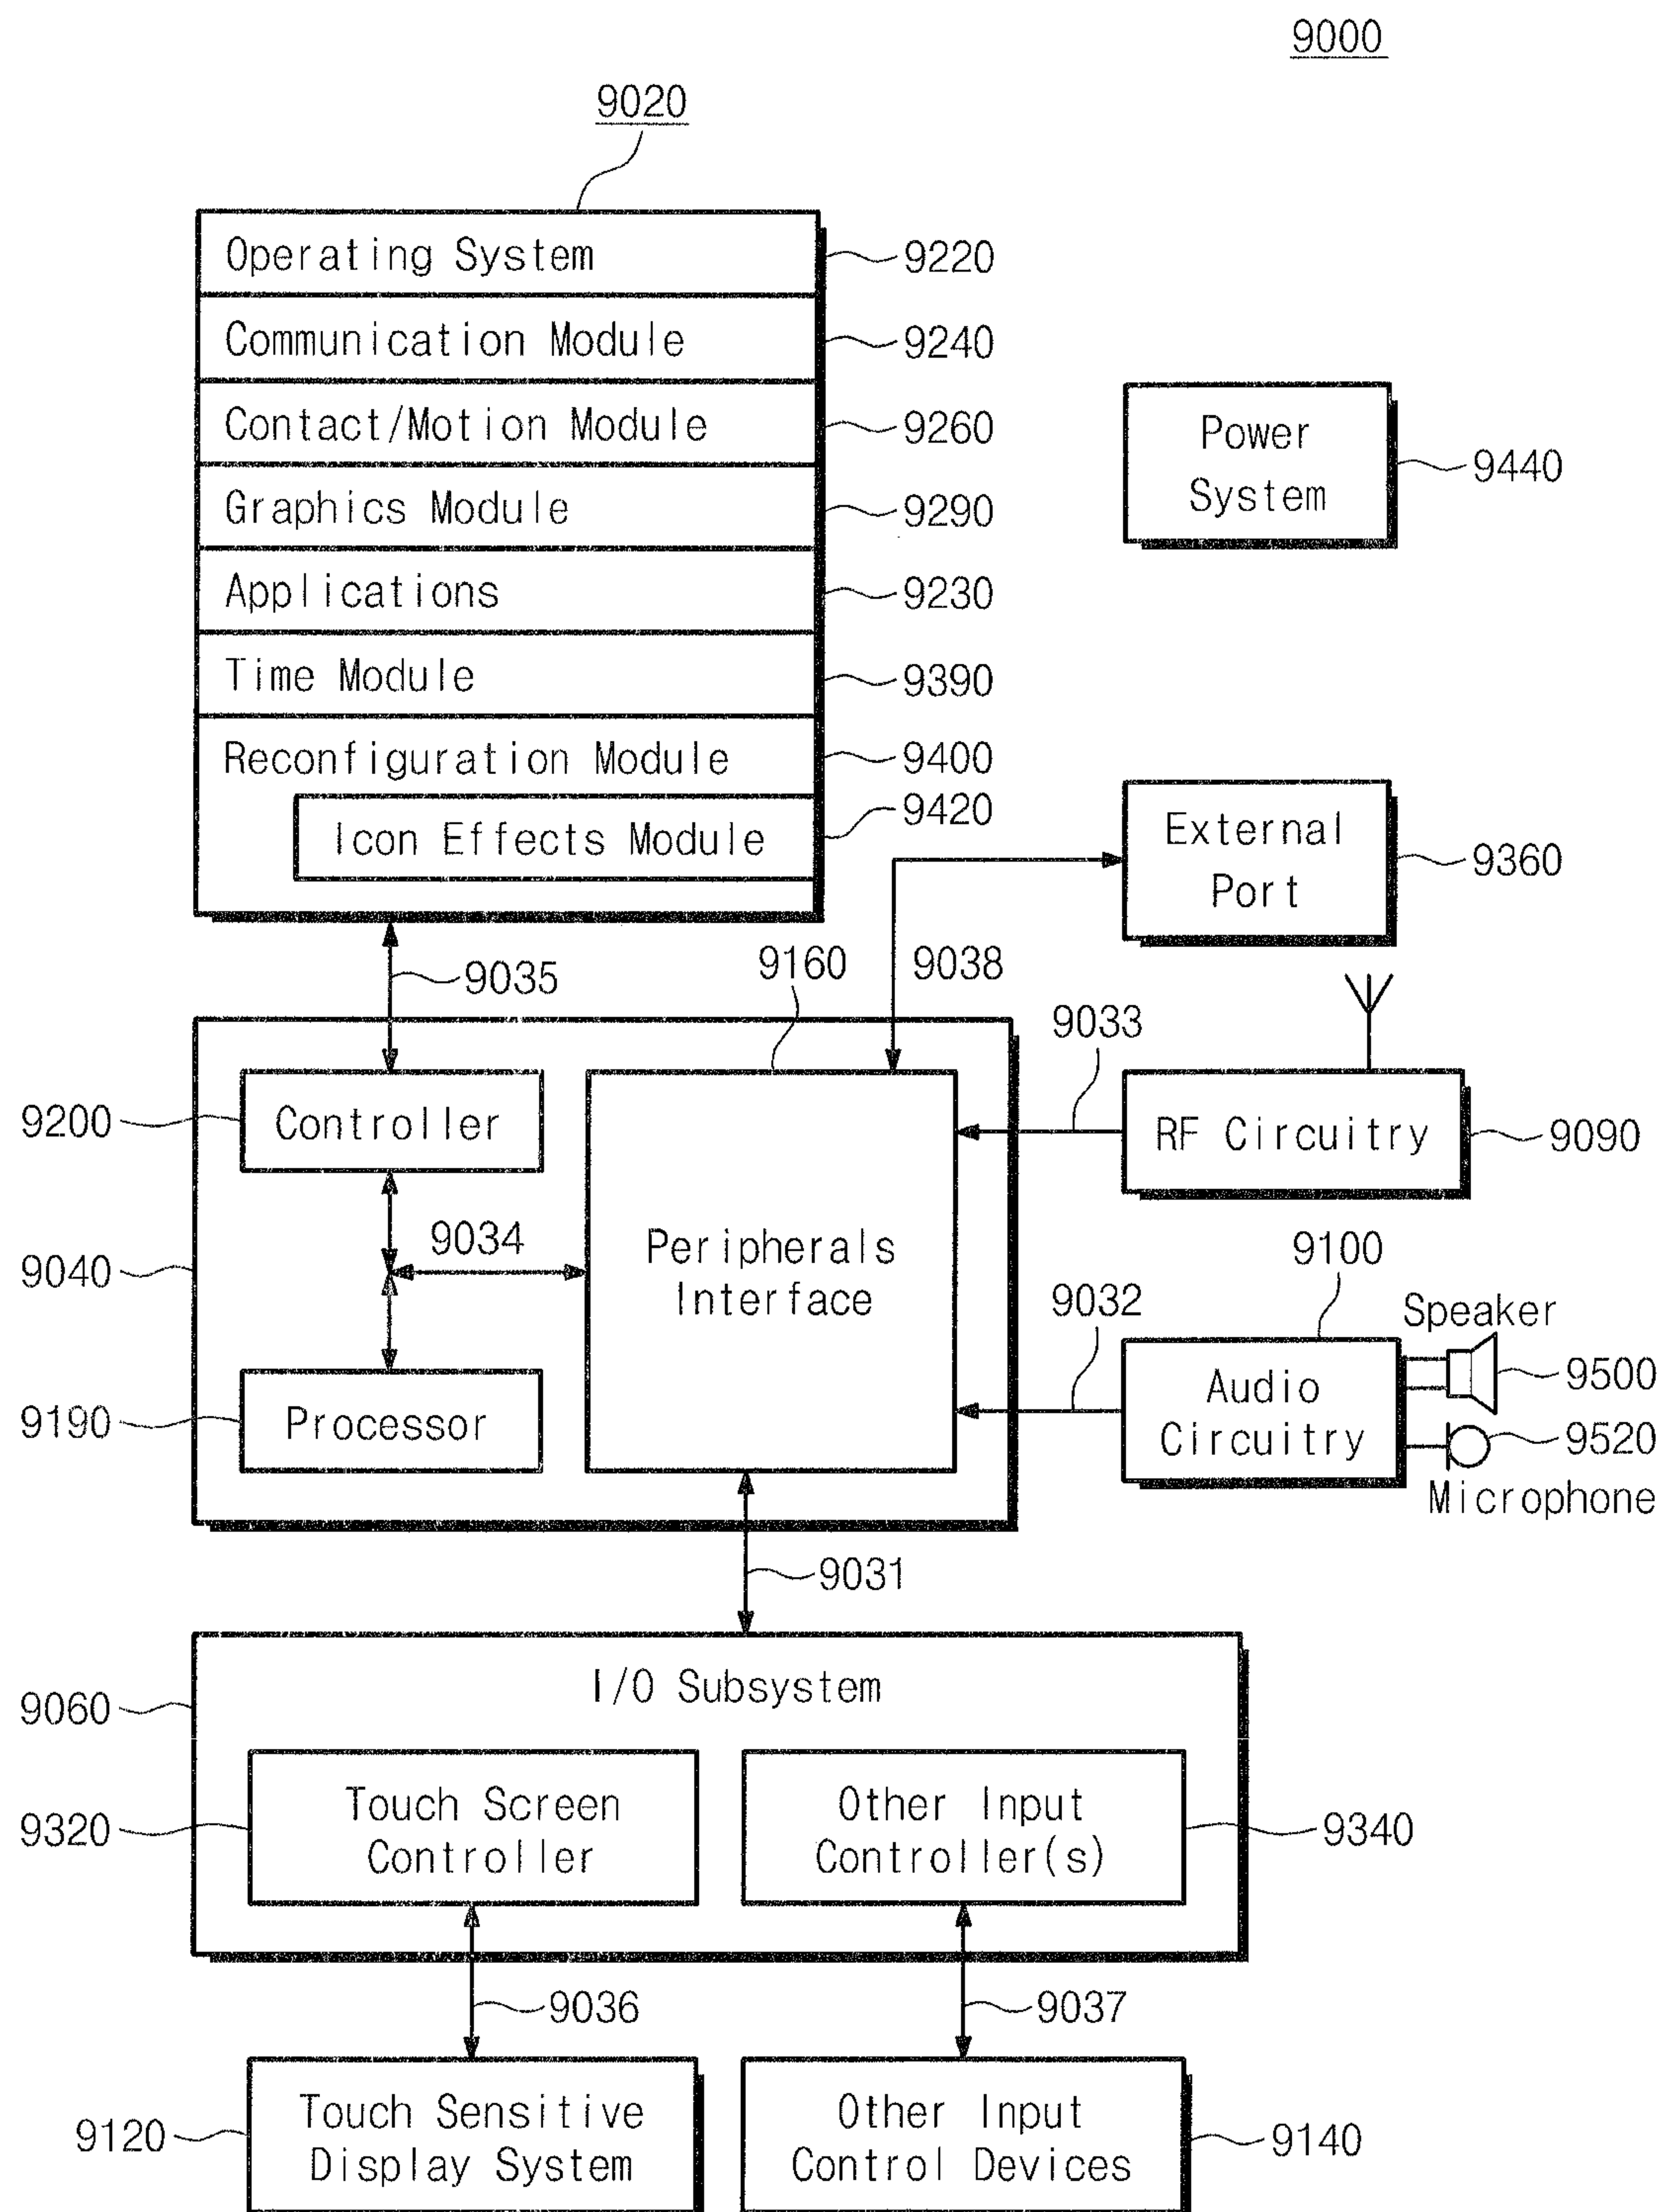 9000
9020
Operating System
9220
Communication Module
9240
Contact/Motion Module
9260
Graphics Module
9290
Applications
9230
Time Module
9390
Reconfiguration Module
9400
Icon Effects Module
9420
Power
System
9440
External
Port
9360
9035
9160
9038
9033
Controller
9200
RF Circuitry
9090
9034
9040
Peripherals
Interface
9032
9100
Speaker
9500
Audio
Circuitry
9520
Microphone
Processor
9190
9031
I/O Subsystem
9060
Touch Screen
Controller
9320
Other Input
Controller(s)
9340
9036
9037
Touch Sensitive
Display System
9120
Other Input
Control Devices
9140